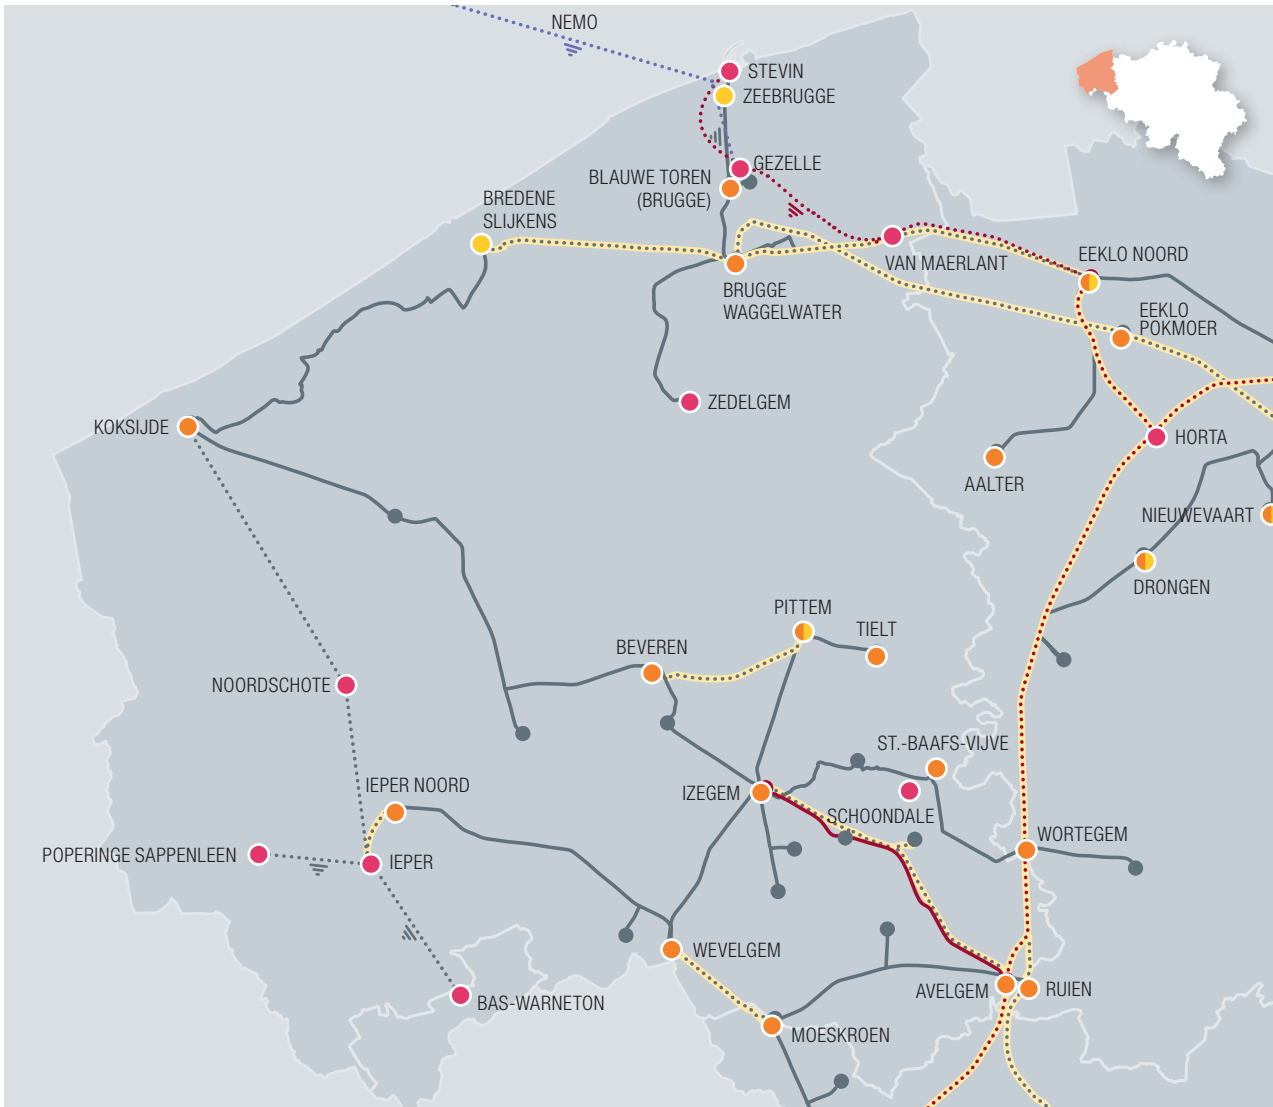 NEMO
STEVIN
ZEEBRUGGE
GEZELLE
BLAUWE TOREN
(BRUGGE)
BREDENE
SLIJKENS
VAN MAERLANT
EEKLO NOORD
BRUGGE
WAGGELWATER
EEKLO
POKMOER
ZEDELGEM
KOKSIJDE
HORTA
AALTER
NIEUWEVAART
DRONGEN
PITTEM
TIELT
BEVEREN
NOORDSCHOTE
ST.-BAAFS-VIJVE
IEPER NOORD
IZEGEM
SCHOONDALE
WORTEGEM
POPERINGE SAPPENLEEN
IEPER
WEVELGEM
AVELGEM
RUIEN
BAS-WARNETON
MOESKROEN